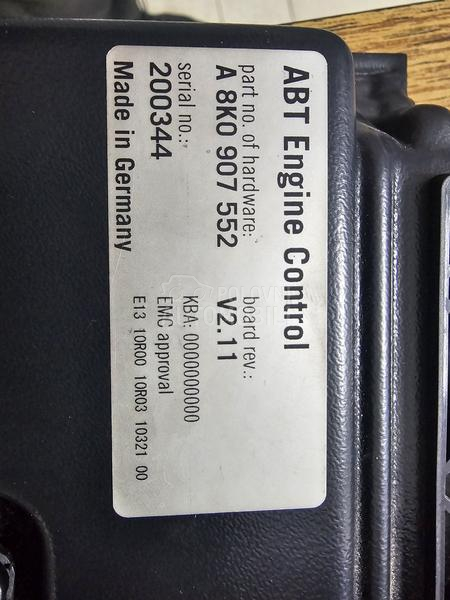 ABT Engine Control
part no. of hardware:
A 8K0 907 552
board rev.:
V2.11
serial no.:
200344
KBA: 0000000000
EMC approval
Made in Germany
E13 10R00 10R03 10321 00